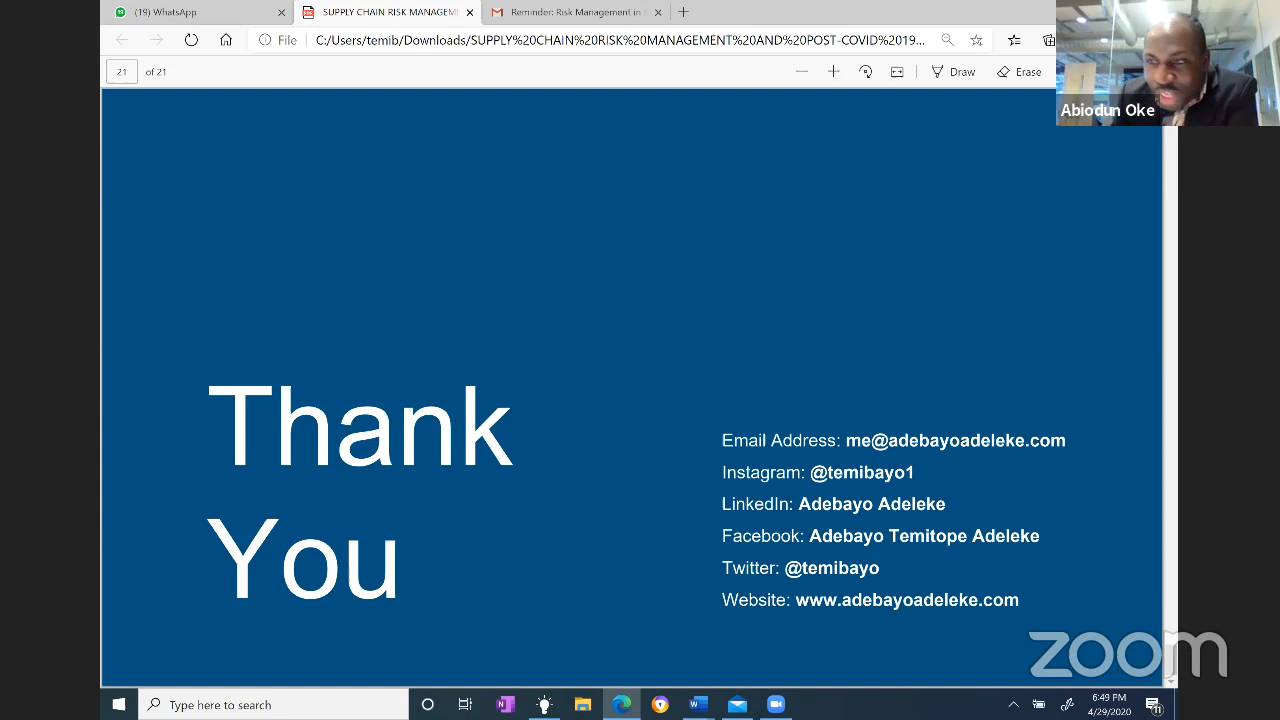 (19) WhatsApp
SUPPLY CHAIN RISK MANAGEM
Reminder: Risk Management in
File
C:/Users/temib/Downloads/SUPPLY%20CHAIN%20RISK%20MANAGEMENT%20AND%20POST-COVID%2019...
21 of 21
Draw
Erase
Abiodun Oke
Thank
You
Email Address: me@adebayoadeleke.com
Instagram: @temibayo1
LinkedIn: Adebayo Adeleke
Facebook: Adebayo Temitope Adeleke
Twitter: @temibayo
Website: www.adebayoadeleke.com
zoom
Type here to search
6:49 PM
4/29/2020